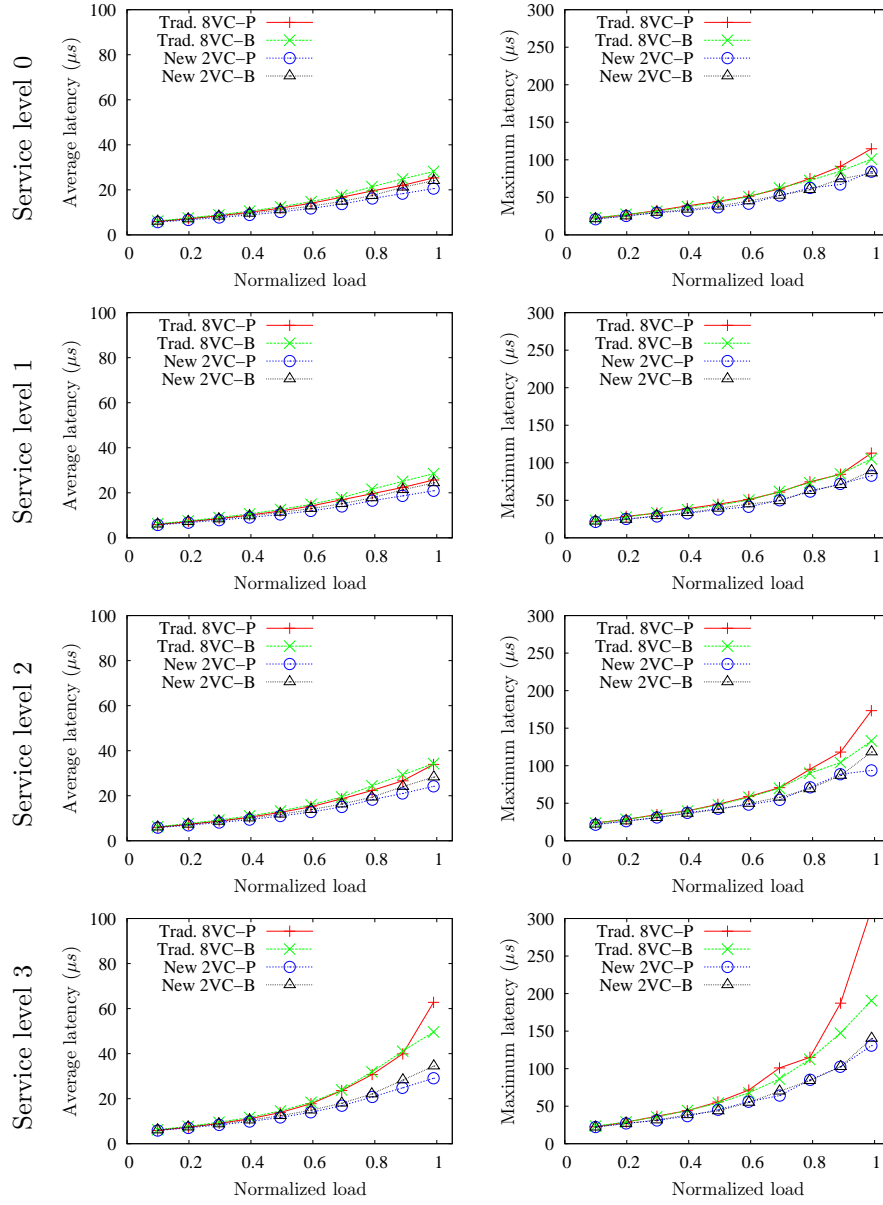 Service level 0
Average latency (μs)
100
80
60
40
20
0
Trad. 8VC−P
Trad. 8VC−B
New 2VC−P
New 2VC−B
0 0.2 0.4 0.6 0.8 1
Normalized load
Maximum latency (μs)
300
250
200
150
100
50
0
Trad. 8VC−P
Trad. 8VC−B
New 2VC−P
New 2VC−B
0 0.2 0.4 0.6 0.8 1
Normalized load
Service level 1
Average latency (μs)
100
80
60
40
20
0
Trad. 8VC−P
Trad. 8VC−B
New 2VC−P
New 2VC−B
0 0.2 0.4 0.6 0.8 1
Normalized load
Maximum latency (μs)
300
250
200
150
100
50
0
Trad. 8VC−P
Trad. 8VC−B
New 2VC−P
New 2VC−B
0 0.2 0.4 0.6 0.8 1
Normalized load
Service level 2
Average latency (μs)
100
80
60
40
20
0
Trad. 8VC−P
Trad. 8VC−B
New 2VC−P
New 2VC−B
0 0.2 0.4 0.6 0.8 1
Normalized load
Maximum latency (μs)
300
250
200
150
100
50
0
Trad. 8VC−P
Trad. 8VC−B
New 2VC−P
New 2VC−B
0 0.2 0.4 0.6 0.8 1
Normalized load
Service level 3
Average latency (μs)
100
80
60
40
20
0
Trad. 8VC−P
Trad. 8VC−B
New 2VC−P
New 2VC−B
0 0.2 0.4 0.6 0.8 1
Normalized load
Maximum latency (μs)
300
250
200
150
100
50
0
Trad. 8VC−P
Trad. 8VC−B
New 2VC−P
New 2VC−B
0 0.2 0.4 0.6 0.8 1
Normalized load